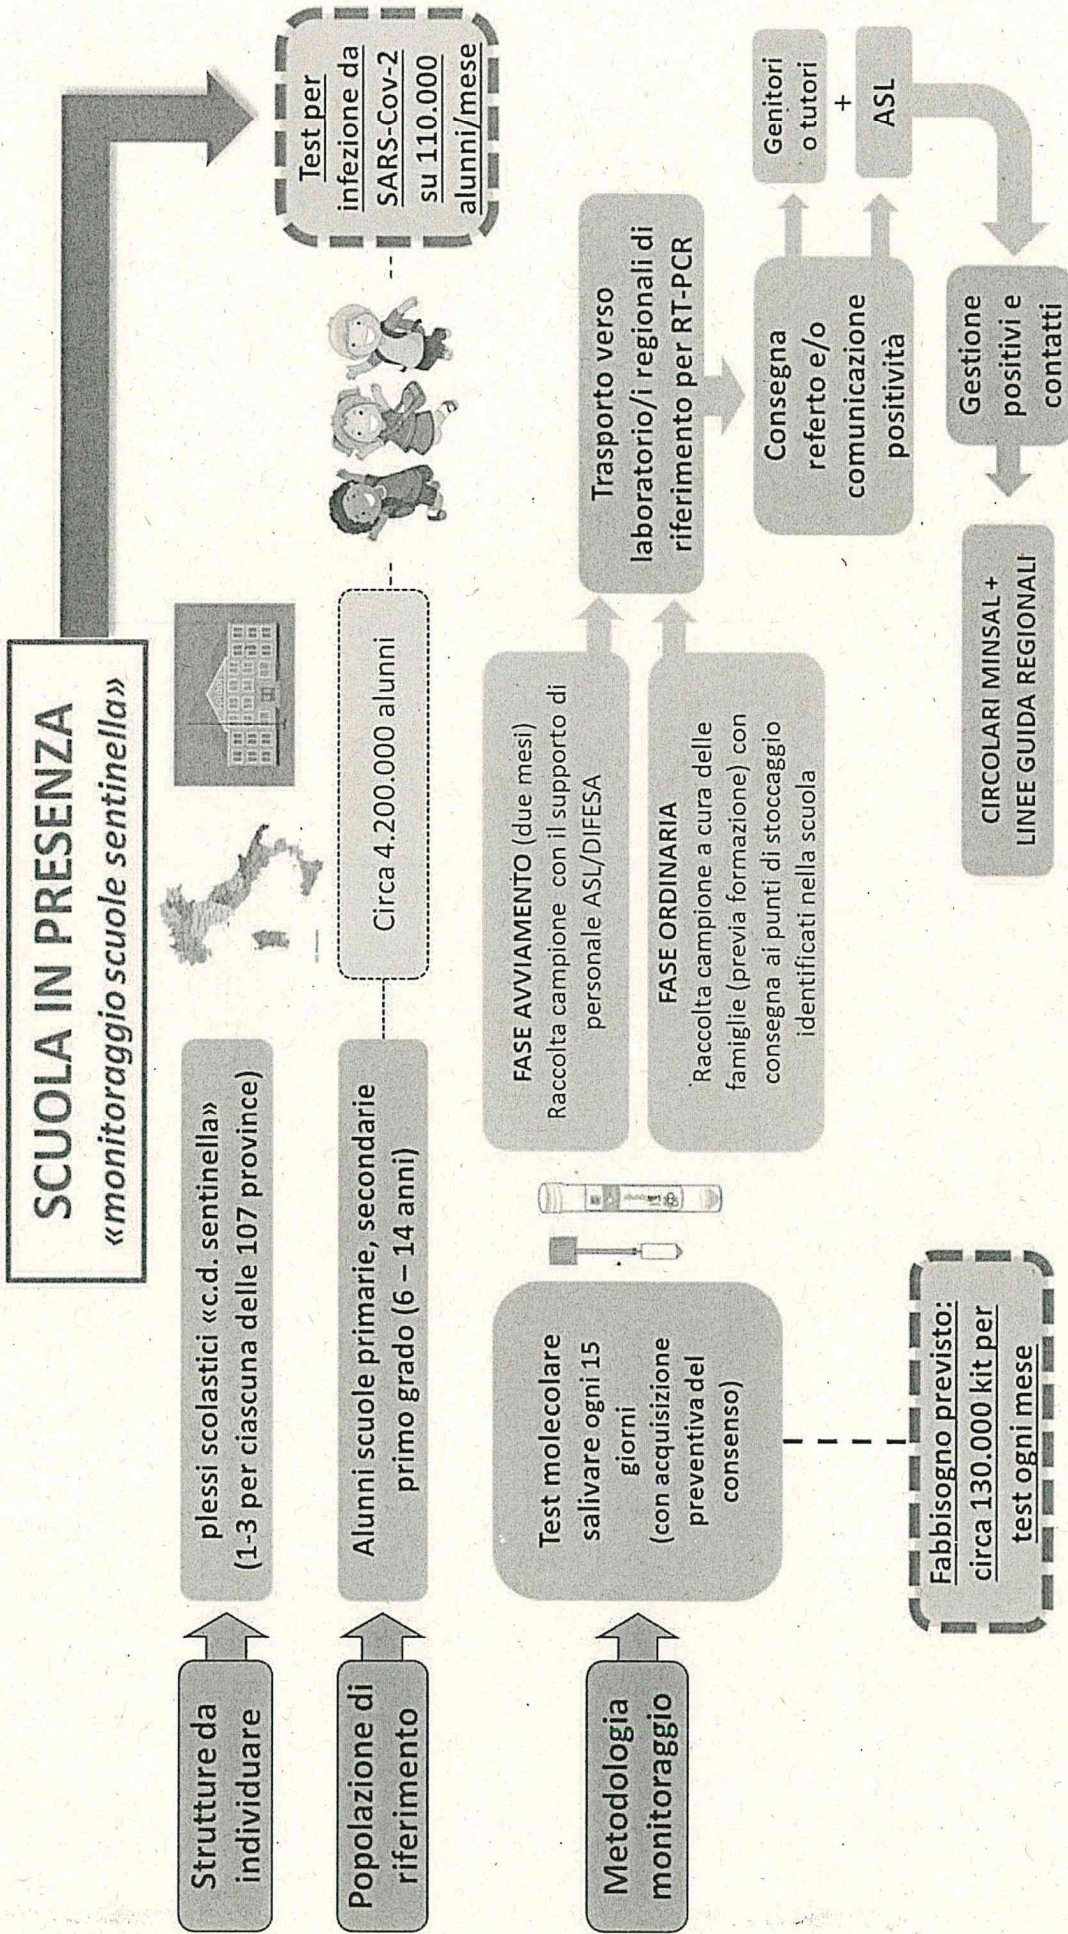 SCUOLA IN PRESENZA
«monitoraggio scuole sentinella»
Strutture da
individuare
plessi scolastici «c.d. sentinella»
(1-3 per ciascuna delle 107 province)
Popolazione di
riferimento
Alunni scuole primarie, secondarie
primo grado (6 – 14 anni)
Circa 4.200.000 alunni
Test per
infezione da
SARS-Cov-2
su 110.000
alunni/mese
Metodologia
monitoraggio
Test molecolare
salivare ogni 15
giorni
(con acquisizione
preventiva del
consenso)
FASE AVVIAMENTO (due mesi)
Raccolta campione con il supporto di
personale ASL/DIFESA
FASE ORDINARIA
Raccolta campione a cura delle
famiglie (previa formazione) con
consegna ai punti di stoccaggio
identificati nella scuola
Trasporto verso
laboratorio/i regionali di
riferimento per RT-PCR
Consegna
referto e/o
comunicazione
positività
Genitori
o tutori
+
ASL
Gestione
positivi e
contatti
CIRCOLARI MINSAL +
LINEE GUIDA REGIONALI
Fabbisogno previsto:
circa 130.000 kit per
test ogni mese